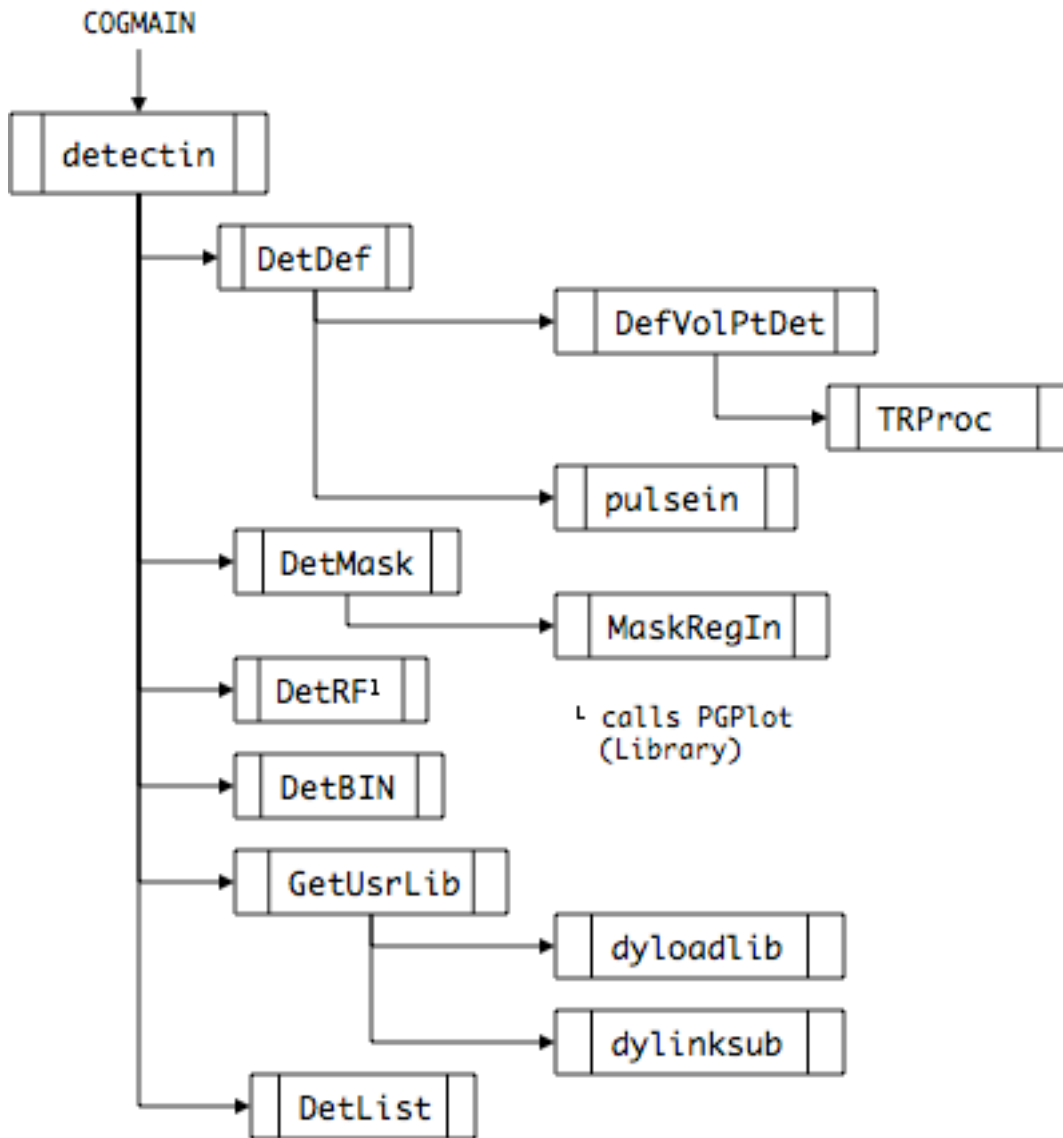 COGMAIN
detectin
DetDef
DefVolPtDet
TRProc
pulsein
DetMask
MaskRegIn
DetRF¹
¹ calls PGPlot
(Library)
DetBIN
GetUsrLib
dyloadlib
dylinksub
DetList